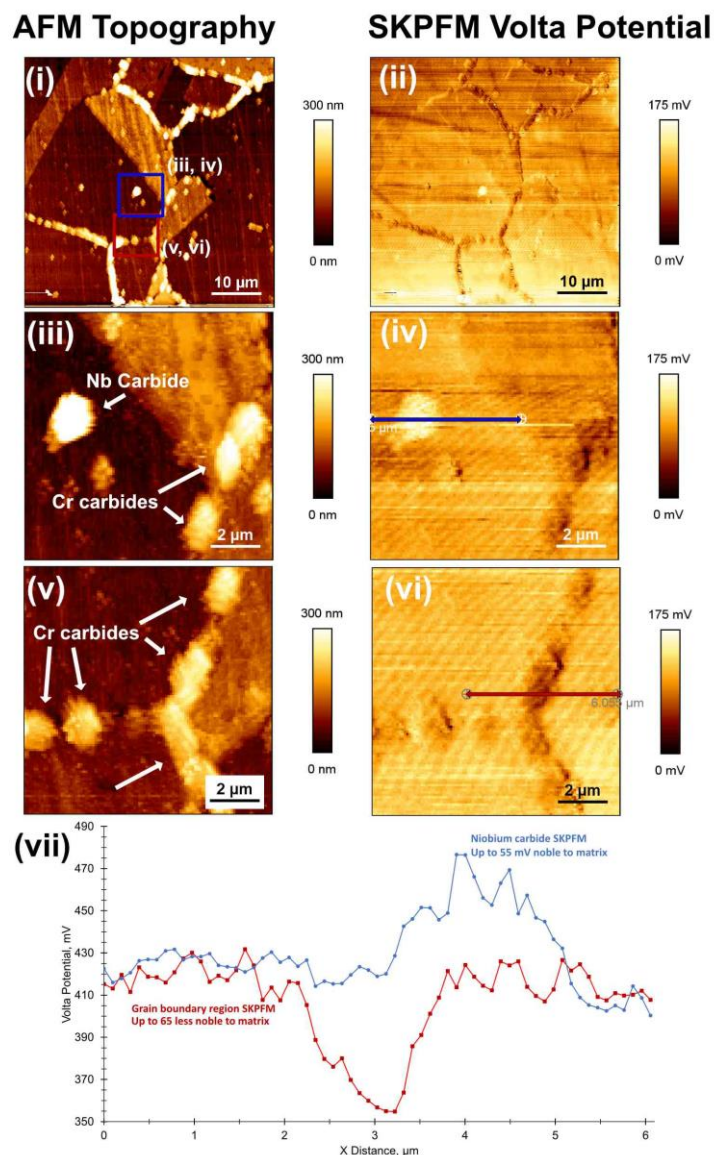 AFM Topography
SKPFM Volta Potential
(i)
(iii, iv)
(v, vi)
10 µm
300 nm
0 nm
(ii)
10 µm
175 mV
0 mV
(iii)
Nb Carbide
Cr carbides
2 µm
300 nm
0 nm
(iv)
2 µm
175 mV
0 mV
(v)
Cr carbides
2 µm
300 nm
0 nm
(vi)
6.055 µm
2 µm
175 mV
0 mV
(vii)
Volta Potential, mV
490
470
450
430
410
390
370
350
Niobium carbide SKPFM
Up to 55 mV noble to matrix
Grain boundary region SKPFM
Up to 65 less noble to matrix
0
1
2
3
4
5
6
X Distance, µm